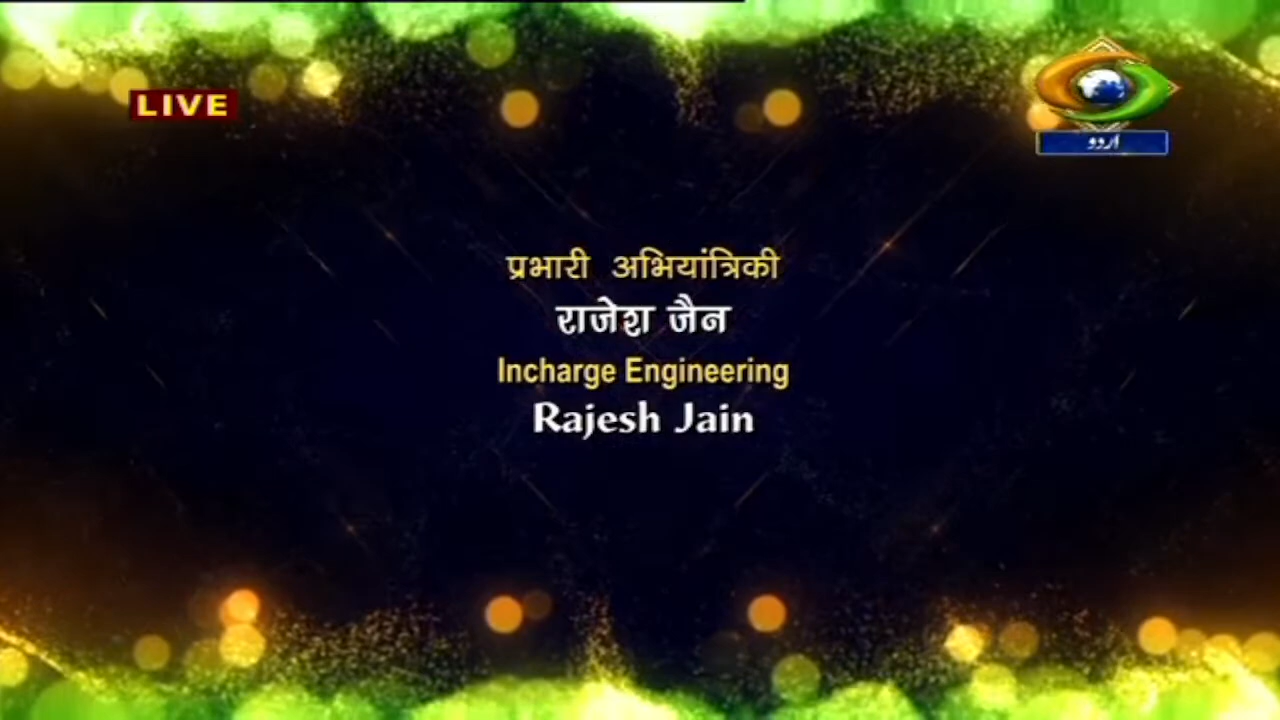 LIVE
اردو
प्रभारी अभियांत्रिकी
राजेश जैन
Incharge Engineering
Rajesh Jain